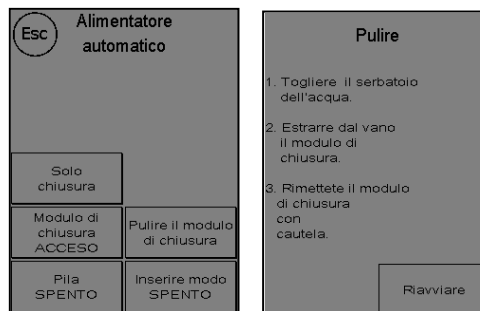 Esc
Alimentatore
automatico
Solo
chiusura
Modulo di
chiusura
ACCESO
Pulire il modulo
di chiusura
Pila
SPENTO
Inserire modo
SPENTO
Pulire
1. Togliere il serbatoio
dell'acqua.
2. Estrarre dal vano
il modulo di
chiusura.
3. Rimettete il modulo
di chiusura
con
cautela.
Riavviare